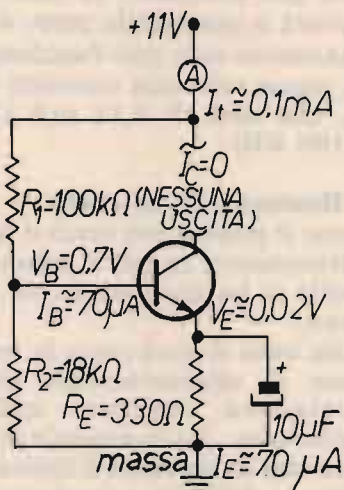 +11V
A
It≅0,1mA
IC=0
R1=100kΩ
(NESSUNA
USCITA)
VB=0,7V
IB≅70μA
VE≅0,02V
R2=18kΩ
RE=330Ω
+
10μF
massa
IE≅70 μA